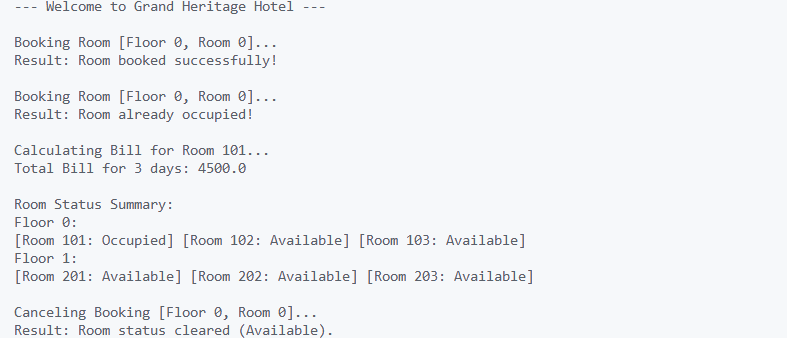 --- Welcome to Grand Heritage Hotel ---
Booking Room [Floor 0, Room 0]...
Result: Room booked successfully!
Booking Room [Floor 0, Room 0]...
Result: Room already occupied!
Calculating Bill for Room 101...
Total Bill for 3 days: 4500.0
Room Status Summary:
Floor 0:
[Room 101: Occupied] [Room 102: Available] [Room 103: Available]
Floor 1:
[Room 201: Available] [Room 202: Available] [Room 203: Available]
Canceling Booking [Floor 0, Room 0]...
Result: Room status cleared (Available).